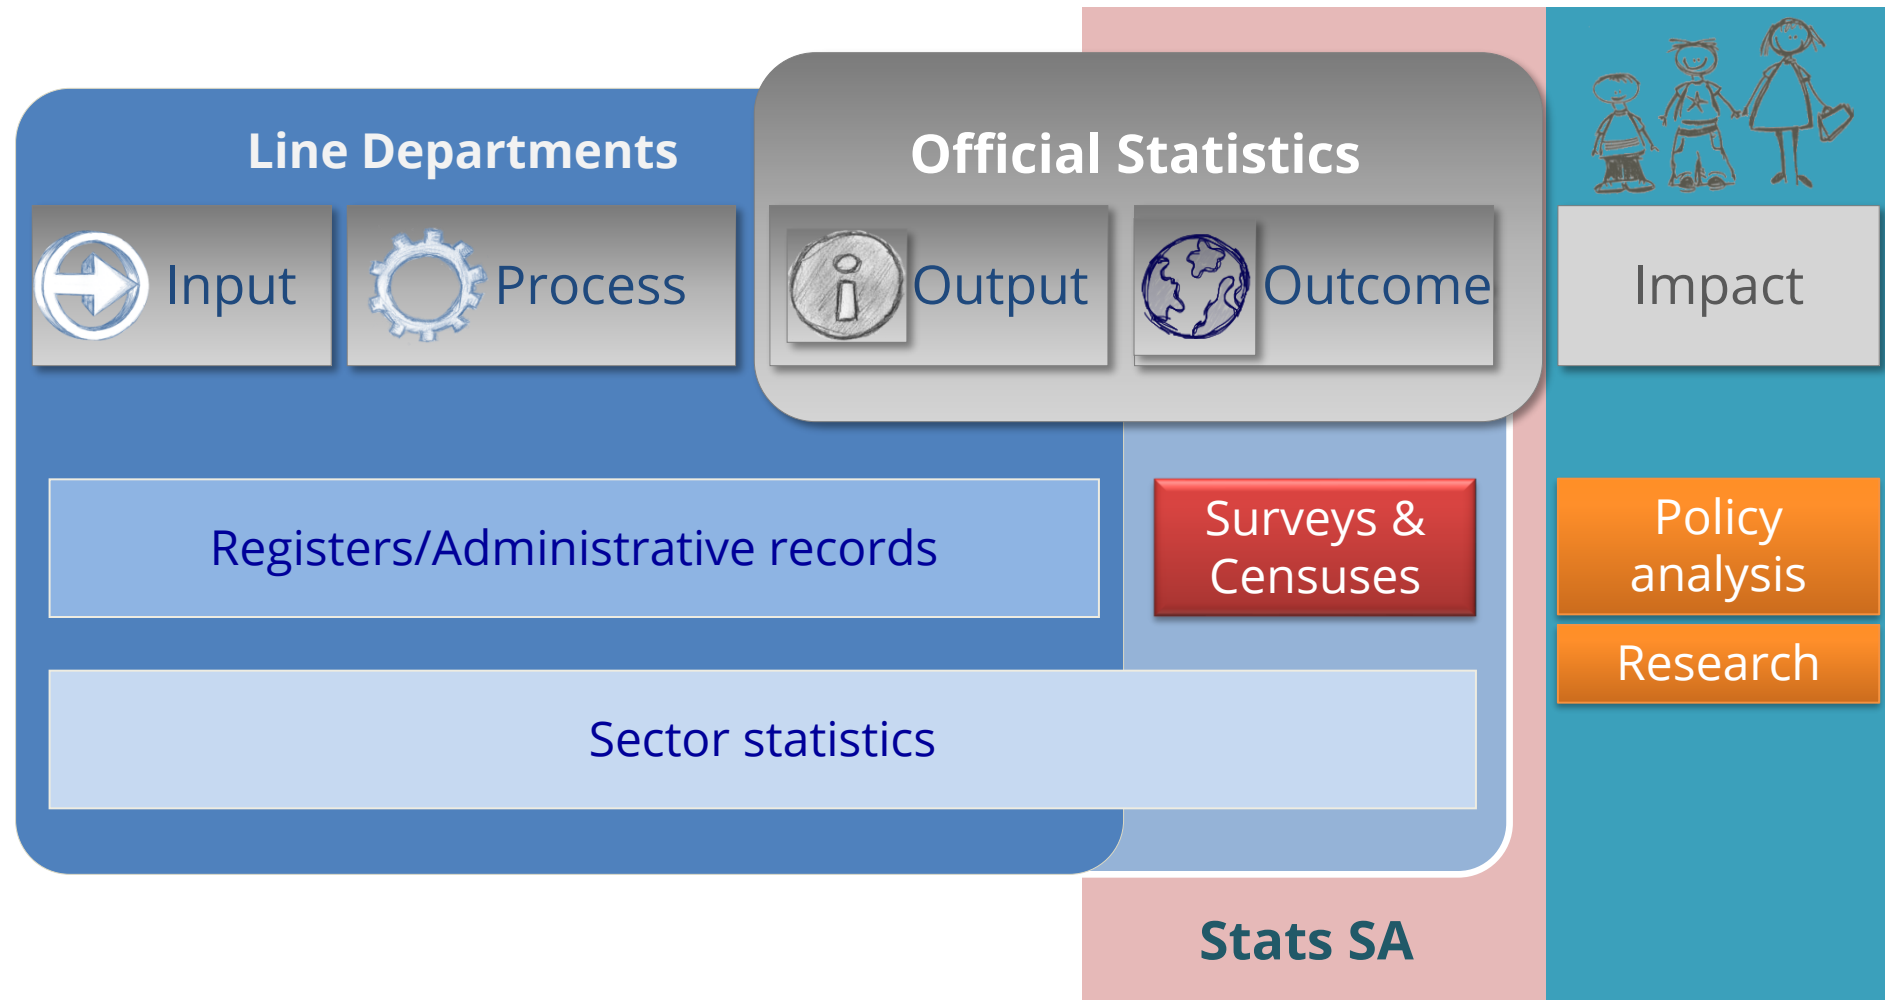 Line Departments
Official Statistics
Input
Process
Output
Outcome
Impact
Registers/Administrative records
Surveys &
Censuses
Policy
analysis
Research
Sector statistics
Stats SA